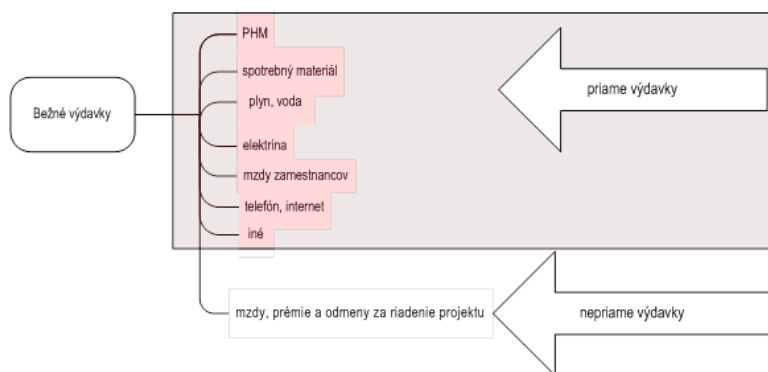 PHM
spotrebný materiál
plyn, voda
Bežné výdavky
priame výdavky
elektrina
mzdy zamestnancov
telefón, internet
iné
mzdy, prémie a odmeny za riadenie projektu
nepriame výdavky